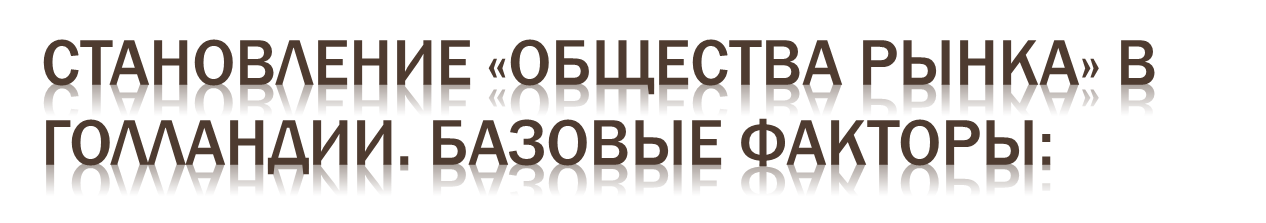 СТАНОВЛЕНИЕ «ОБЩЕСТВА РЫНКА» В
ГОЛЛАНДИИ. БАЗОВЫЕ ФАКТОРЫ: